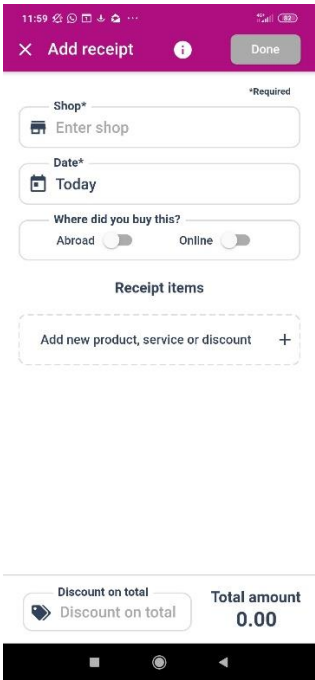 11:59
82
× Add receipt i Done
*Required
Shop*
Enter shop
Date*
Today
Where did you buy this?
Abroad Online
Receipt items
Add new product, service or discount +
Discount on total
Discount on total
Total amount
0.00